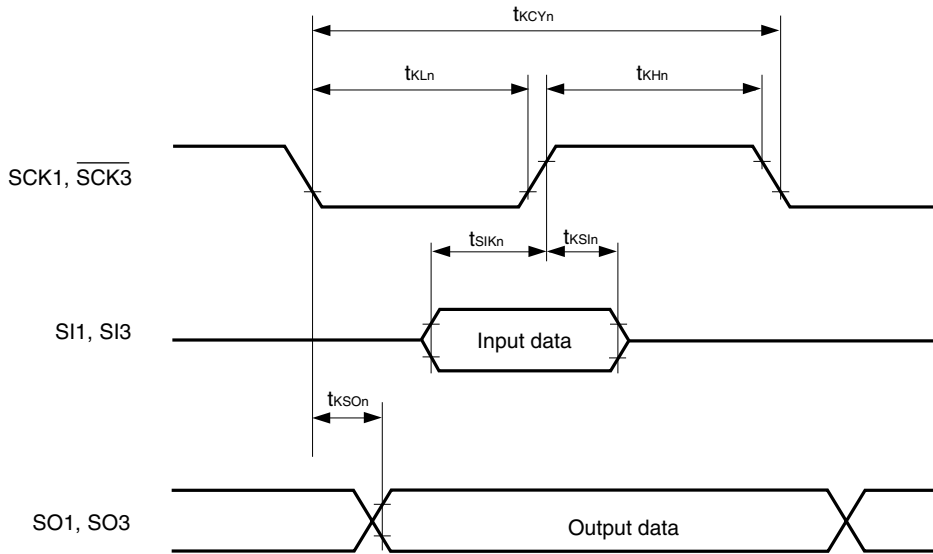 tKCYn
tKLn
tKHn
SCK1, SCK3
tSIKn
tKSIn
SI1, SI3
Input data
tKSOn
SO1, SO3
Output data